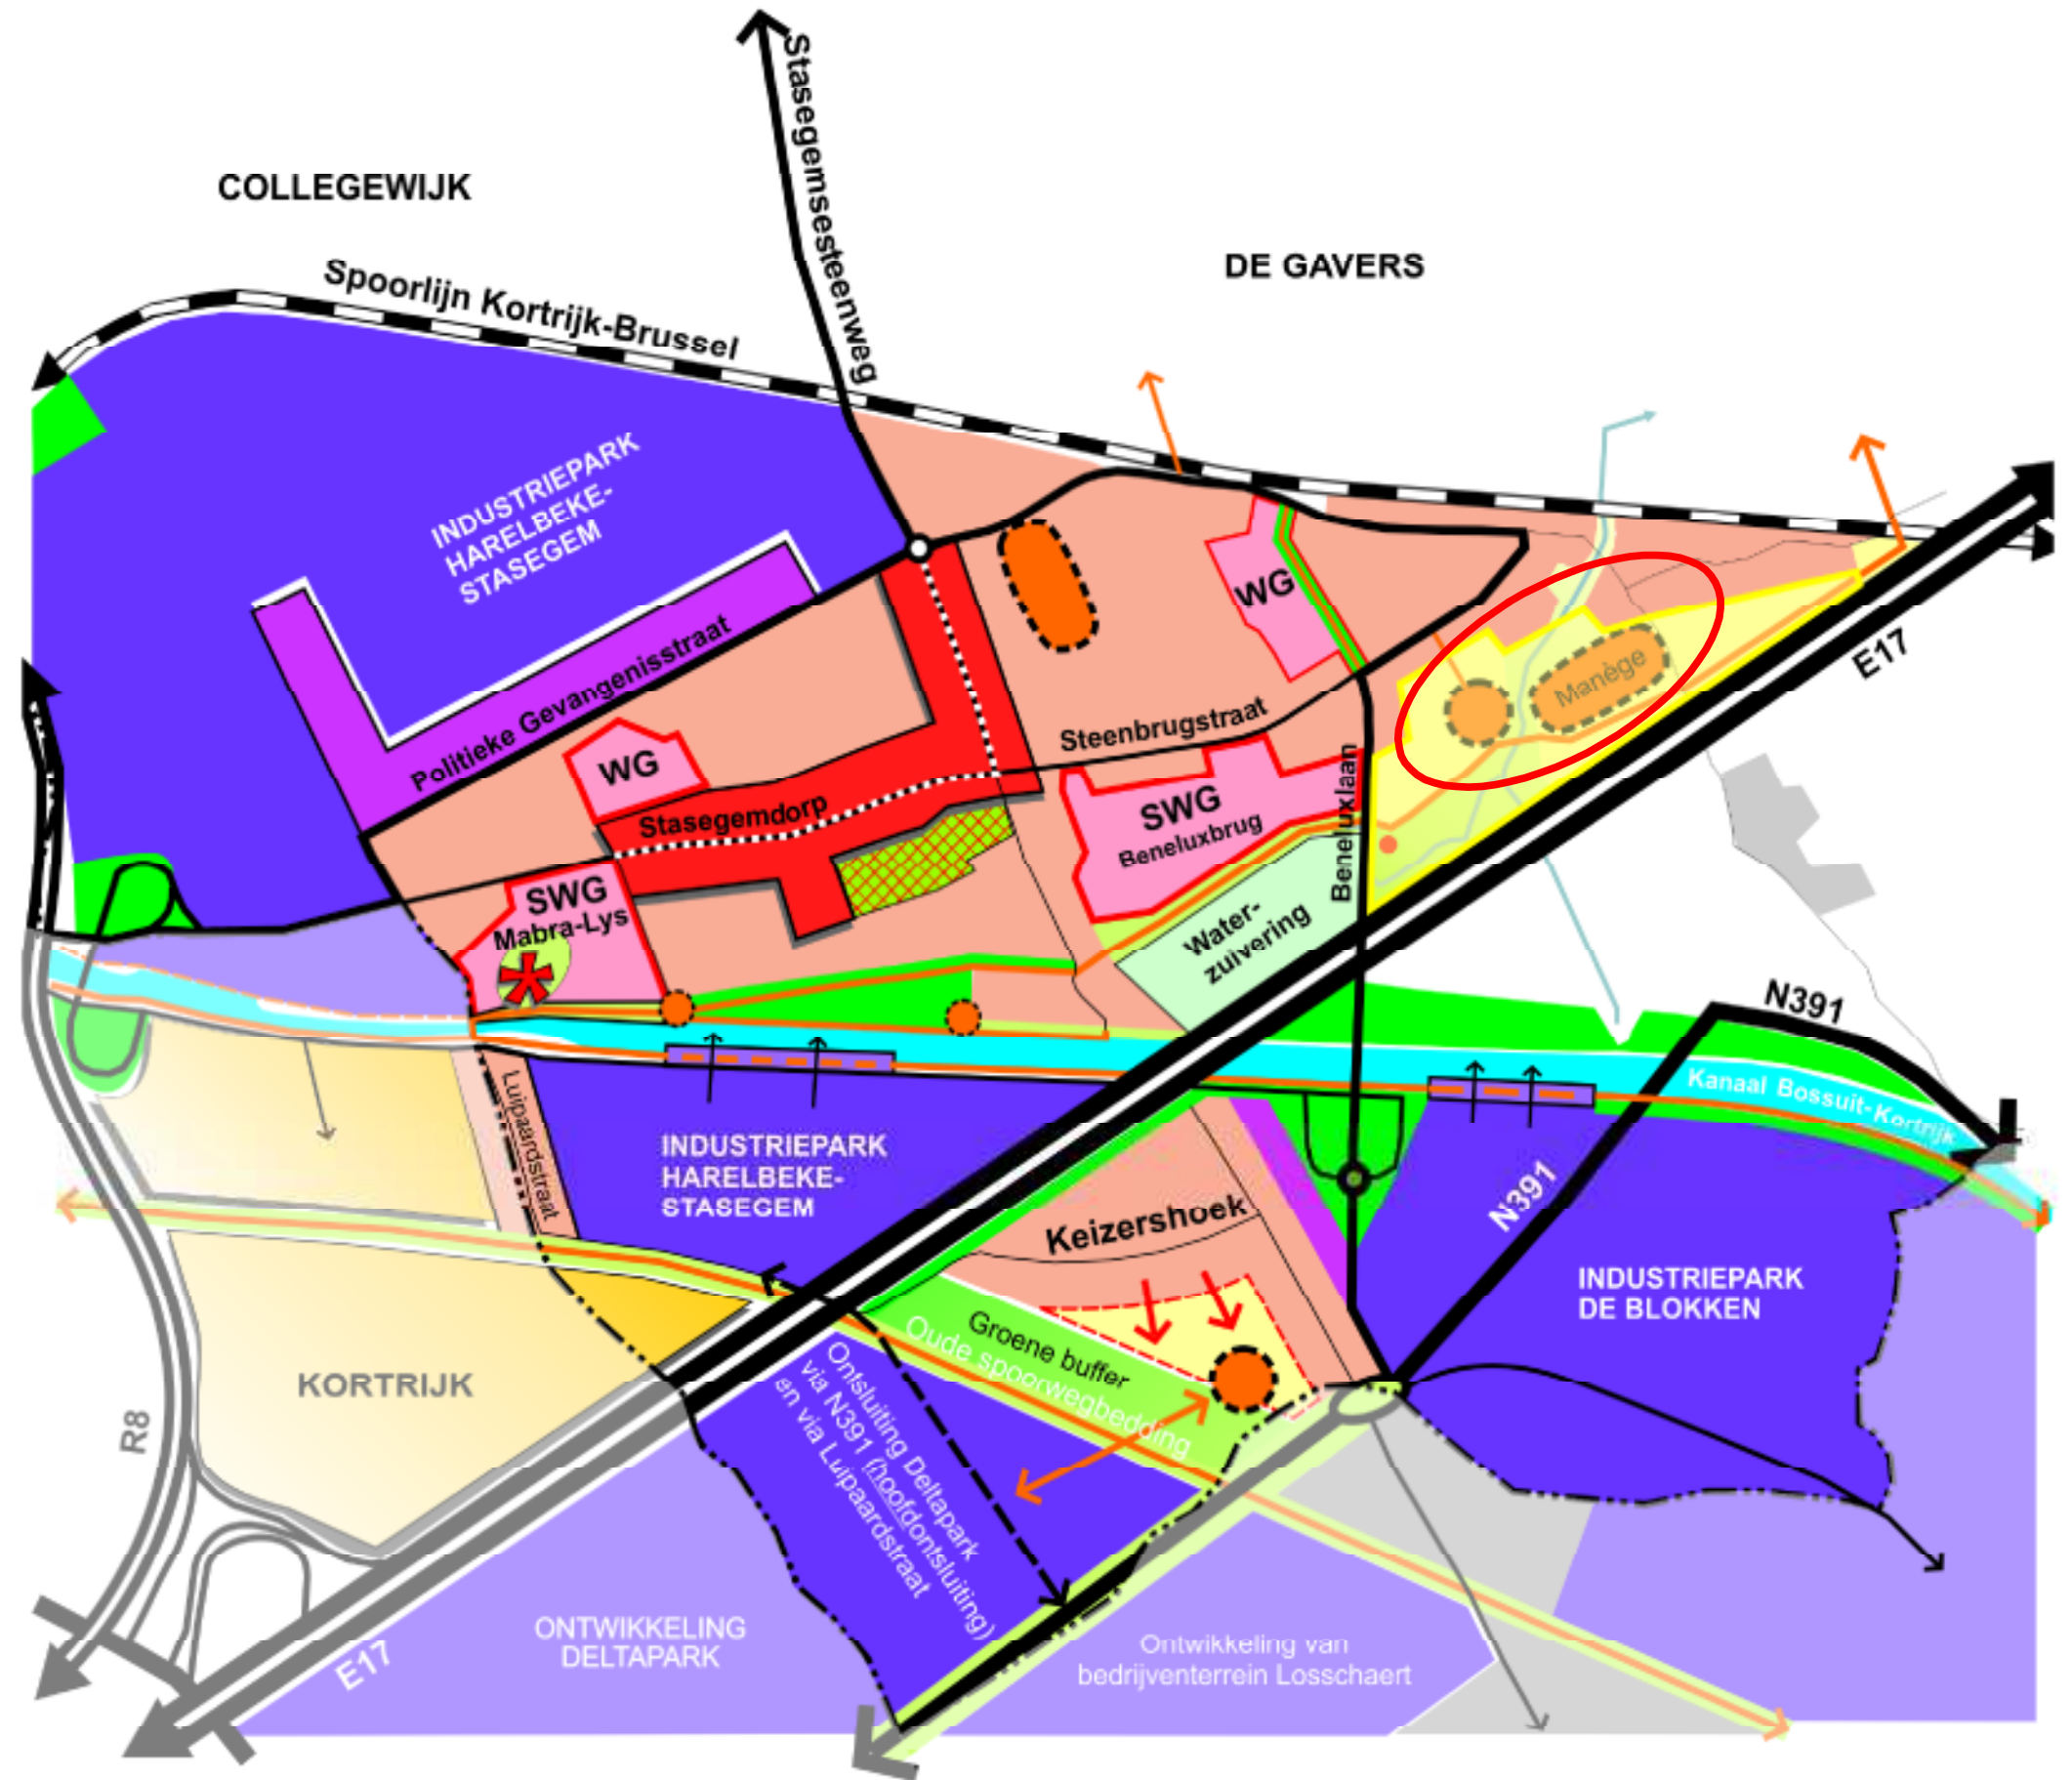 Stasegemsesteenweg
COLLEGEWIJK
DE GAVERS
Spoorlijn Kortrijk-Brussel
INDUSTRIEPARK
HARELBEKE-
STASEGEM
WG
Politieke Gevangenisstraat
Manège
E17
Steenbrugstraat
WG
Stasegemdorp
SWG
Beneluxbrug
Beneluxlaan
SWG
Mabra-Lys
Water-
zuivering
N391
Kanaal Bossuit-Kortrijk
Luipaardstraat
INDUSTRIEPARK
HARELBEKE-
STASEGEM
Keizershoek
N391
INDUSTRIEPARK
DE BLOKKEN
Groene buffer
Oude spoorwegbedding
KORTRIJK
R8
Ontsluiting Deltapark
via N391 (hoofdontsluiting)
en via Luipaardstraat
ONTWIKKELING
DELTAPARK
E17
Ontwikkeling van
bedrijventerrein Losschaert